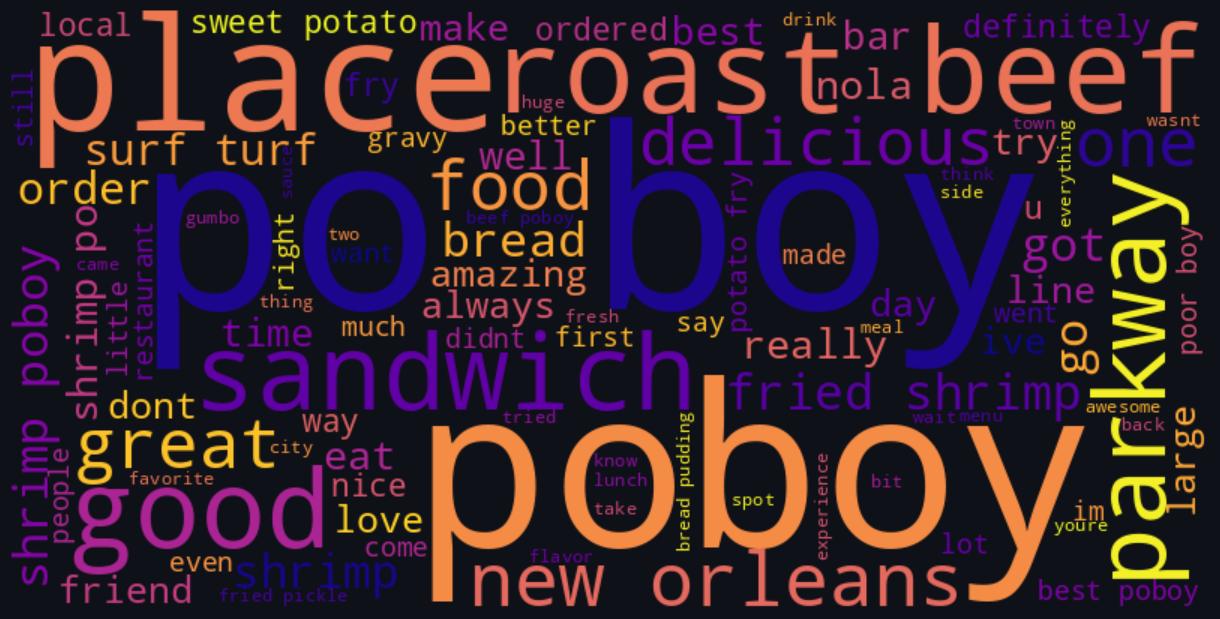 local
sweet potato
make
ordered
best
drink
bar
definitely
place
roast
beef
still
fry
huge
nola
wasnt
surf turf
gravy
better
delicious
try
town
one
everything
order
sauce
well
food
think
side
po boy
gumbo
right
two
want
beef poboy
bread
potato fry
made
u
got
parkway
poor boy
shrimp po
came
little
restaurant
thing
amazing
always
fresh
day
line
went
time
much
didnt
first
say
meal
really
ive
go
shrimp poboy
sandwich
fried shrimp
dont
way
tried
wait
menu
awesome
back
large
great
city
eat
poboy
know
lunch
take
bread pudding
spot
experience
bit
people
favorite
good
nice
love
im
youre
come
even
shrimp
flavor
lot
friend
fried pickle
new orleans
best poboy